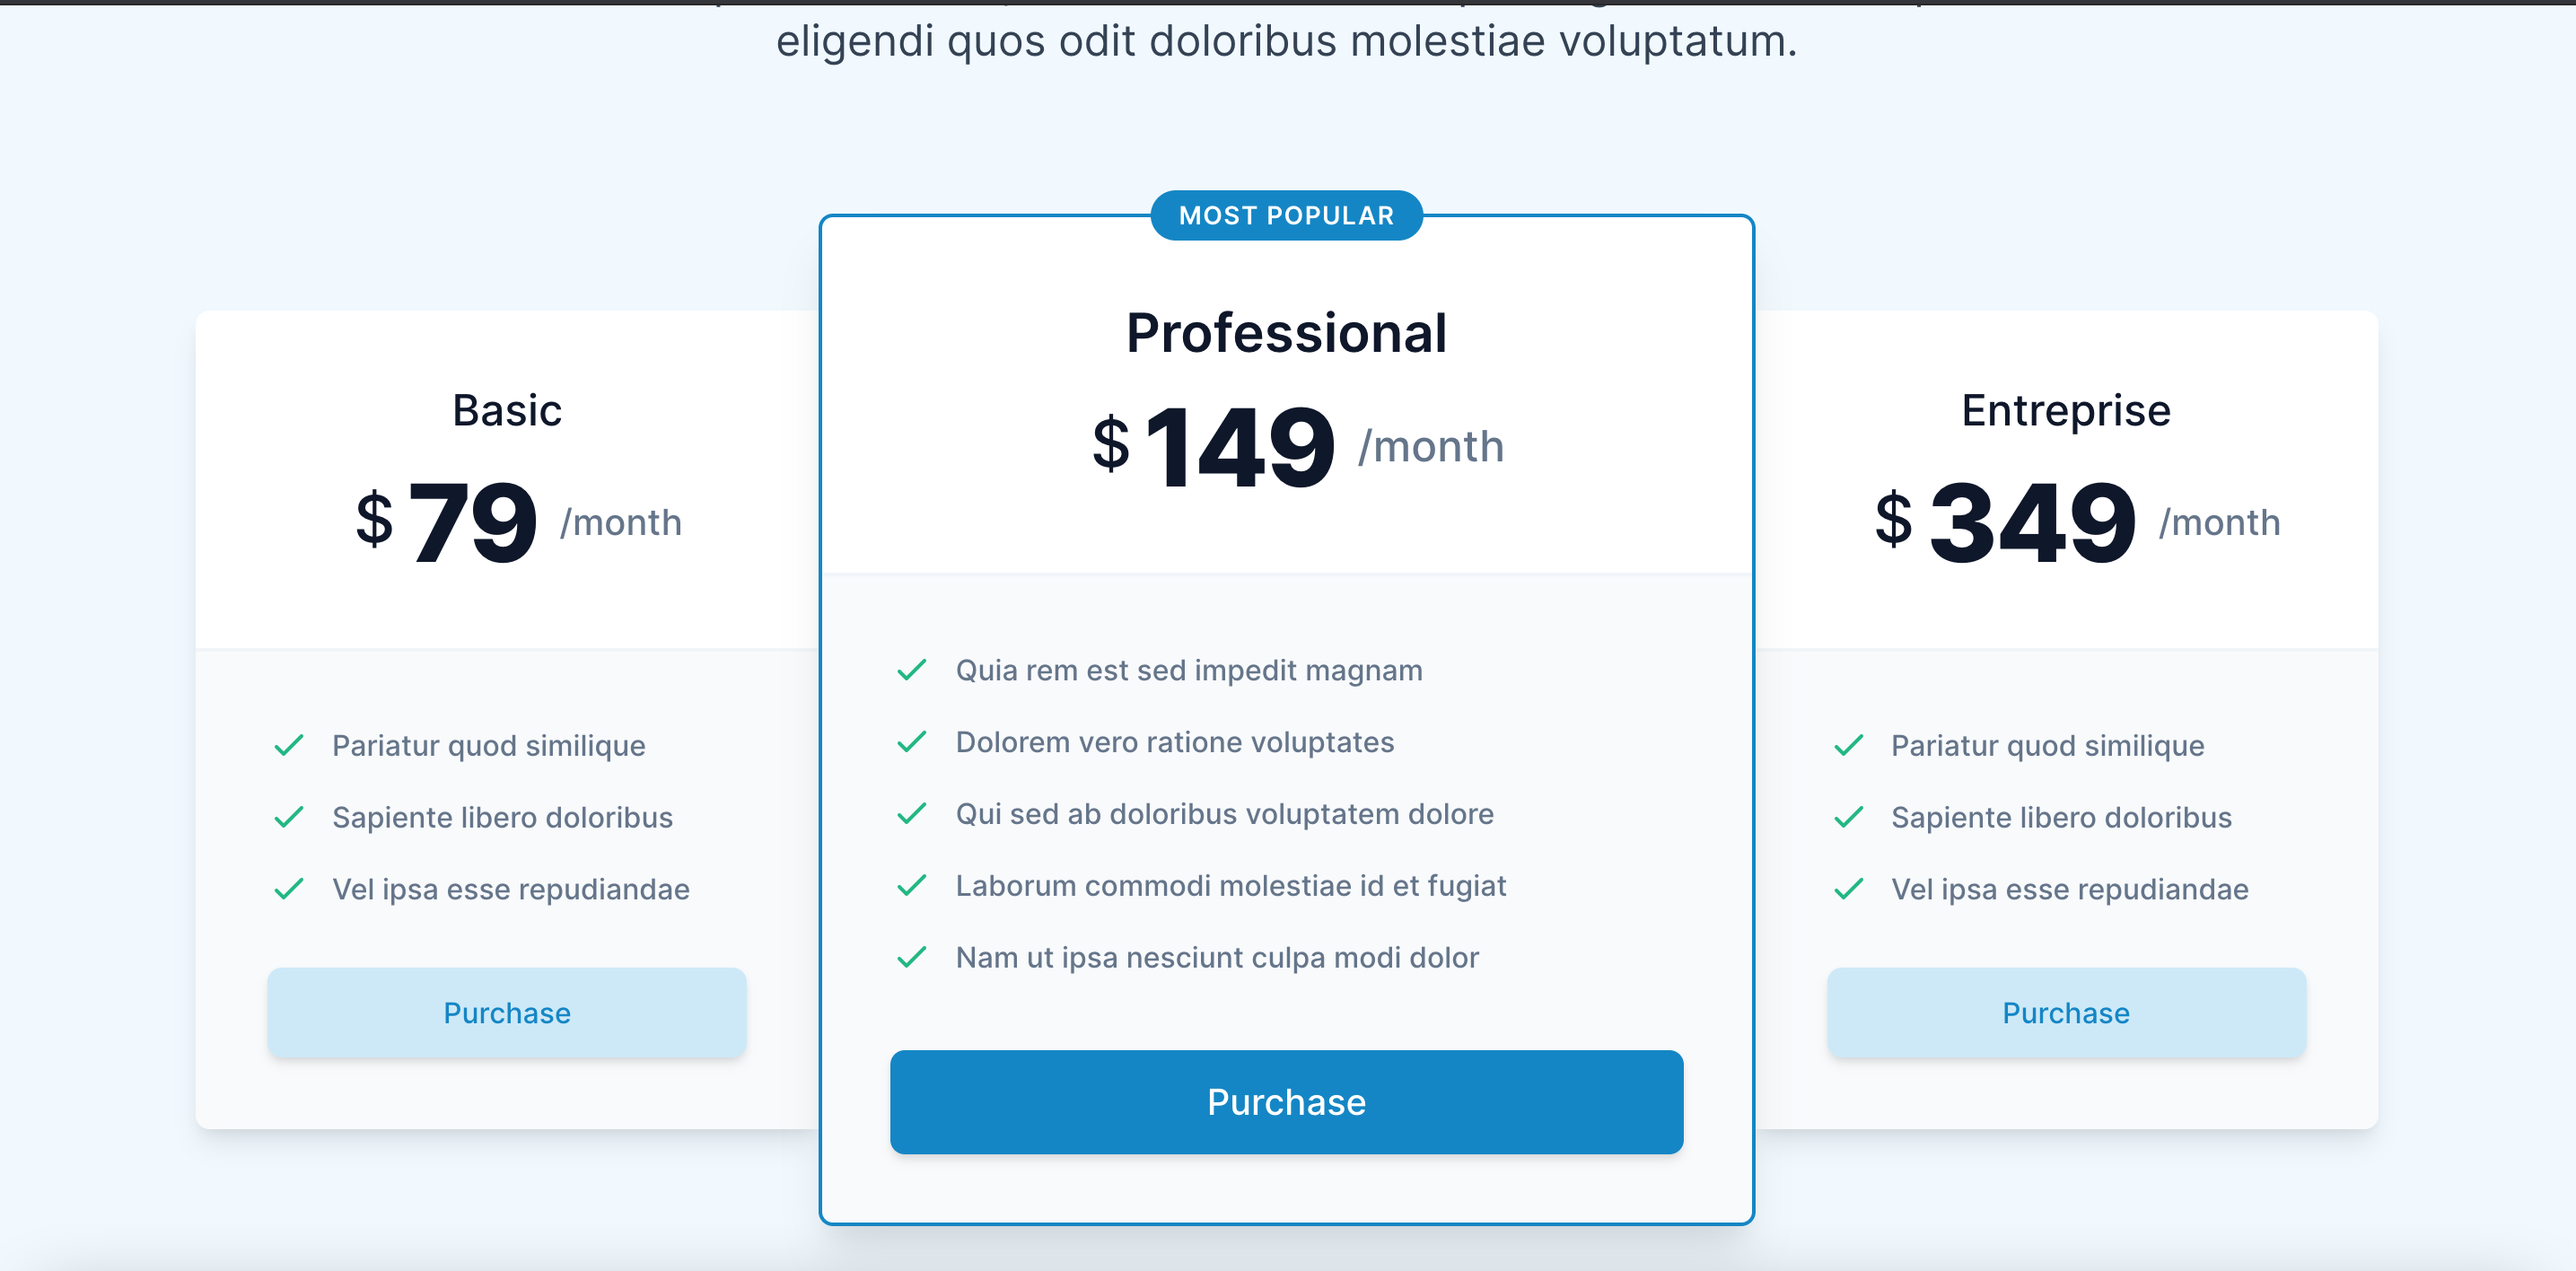 eligendi quos odit doloribus molestiae voluptatum.
MOST POPULAR
Professional
$149 /month
Quia rem est sed impedit magnam
Dolorem vero ratione voluptates
Qui sed ab doloribus voluptatem dolore
Laborum commodi molestiae id et fugiat
Nam ut ipsa nesciunt culpa modi dolor
Purchase
Basic
$79 /month
Pariatur quod similique
Sapiente libero doloribus
Vel ipsa esse repudiandae
Purchase
Entreprise
$349 /month
Pariatur quod similique
Sapiente libero doloribus
Vel ipsa esse repudiandae
Purchase